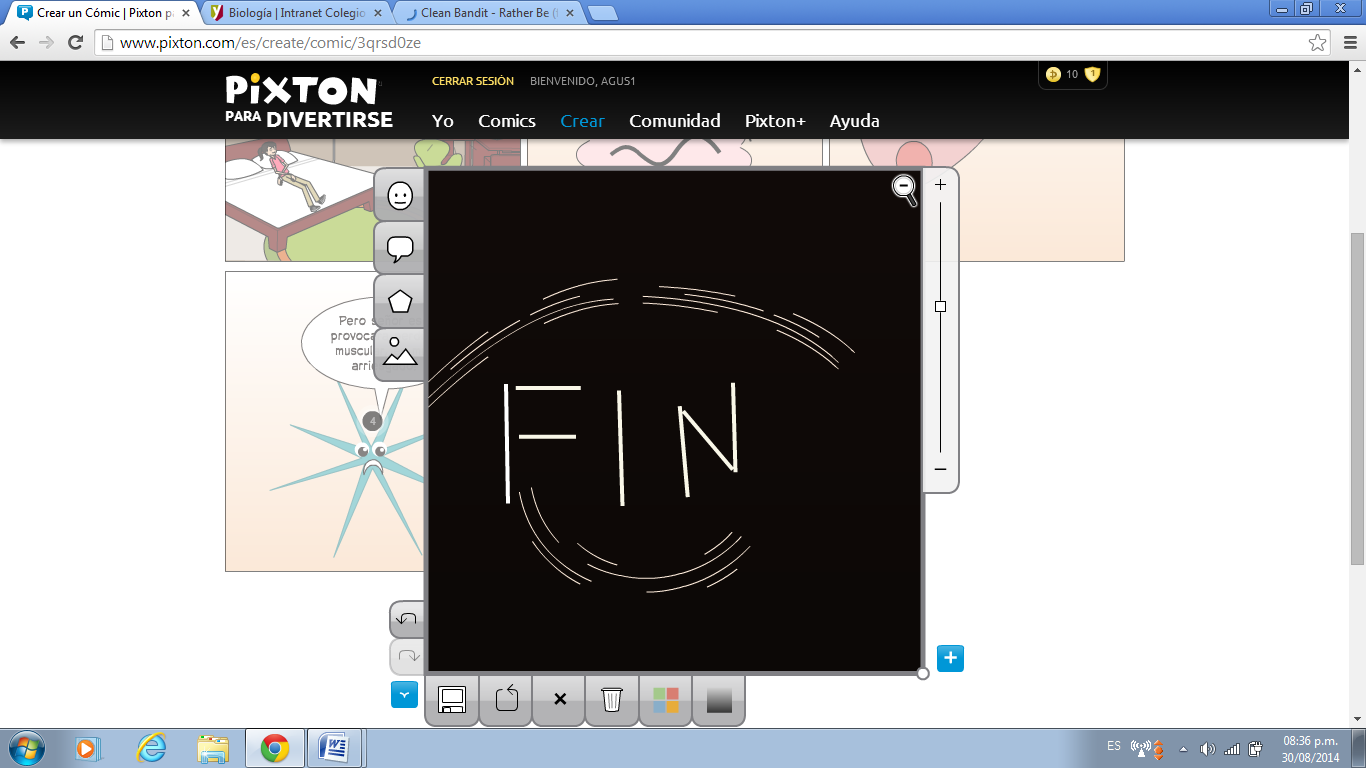 Crear un Cómic | Pixton pa
Biología | Intranet Colegio
Clean Bandit - Rather Be (
www.pixton.com/es/create/comic/3qrsd0ze
PiXTON
PARA DIVERTIRSE
CERRAR SESIÓN
BIENVENIDO, AGUS1
10
1
Yo
Comics
Crear
Comunidad
Pixton+
Ayuda
Pero
provoca
muscul
arri
4
FIN
ES
08:36 p.m.
30/08/2014